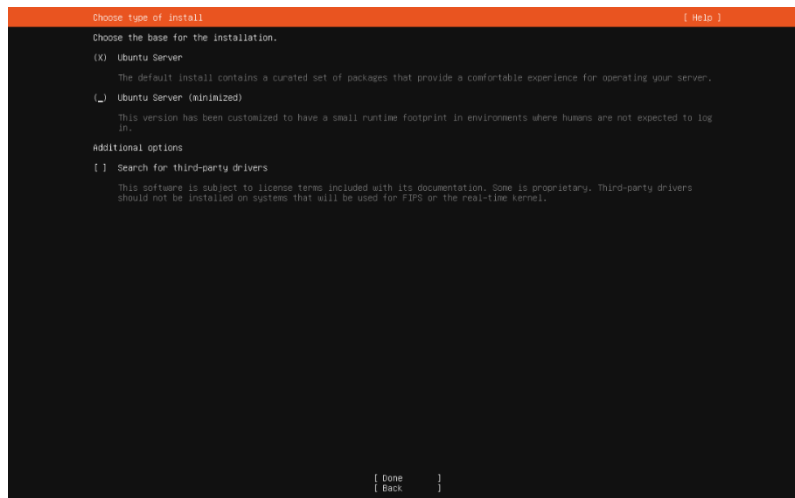 Choose type of install [ Help ]
Choose the base for the installation.
(X) Ubuntu Server
The default install contains a curated set of packages that provide a comfortable experience for operating your server.
(_) Ubuntu Server (minimized)
This version has been customized to have a small runtime footprint in environments where humans are not expected to log
in.
Additional options
[ ] Search for third-party drivers
This software is subject to license terms included with its documentation. Some is proprietary. Third-party drivers
should not be installed on systems that will be used for FIPS or the real-time kernel.
[ Done ]
[ Back ]